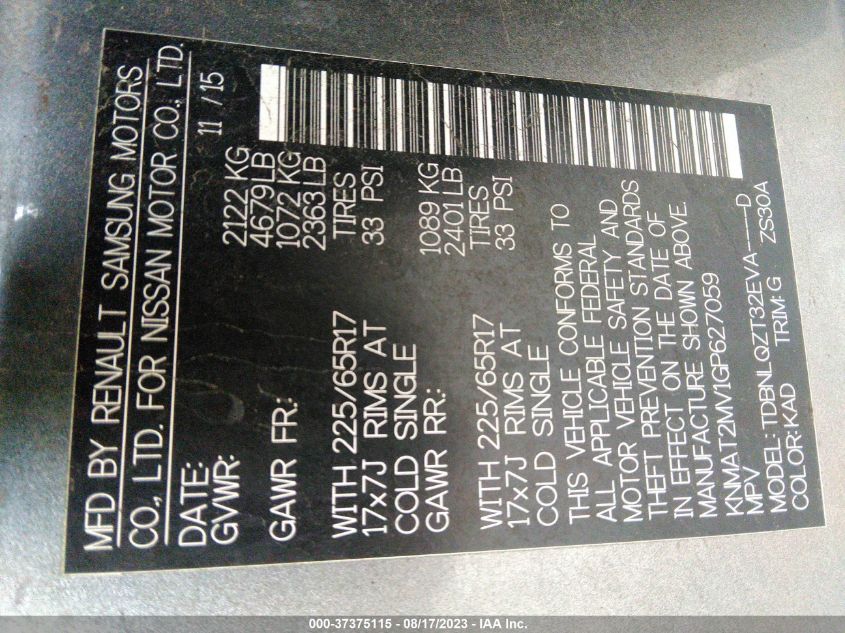 MFD BY RENAULT SAMSUNG MOTORS
CO., LTD. FOR NISSAN MOTOR CO., LTD.
DATE: 11 / 15
GVWR: 2122 KG
4679 LB
GAWR FR: 1072 KG
2363 LB
WITH 225/65R17 TIRES
17x7J RIMS AT 33 PSI
COLD SINGLE
GAWR RR: 1089 KG
2401 LB
WITH 225/65R17 TIRES
17x7J RIMS AT 33 PSI
COLD SINGLE
THIS VEHICLE CONFORMS TO
ALL APPLICABLE FEDERAL
MOTOR VEHICLE SAFETY AND
THEFT PREVENTION STANDARDS
IN EFFECT ON THE DATE OF
MANUFACTURE SHOWN ABOVE.
KNMAT2MV1GP627059
MPV
MODEL: TDBNLQZT32EVA----D
COLOR: KAD TRIM: G ZS30A
000-37375115 - 08/17/2023 - IAA Inc.